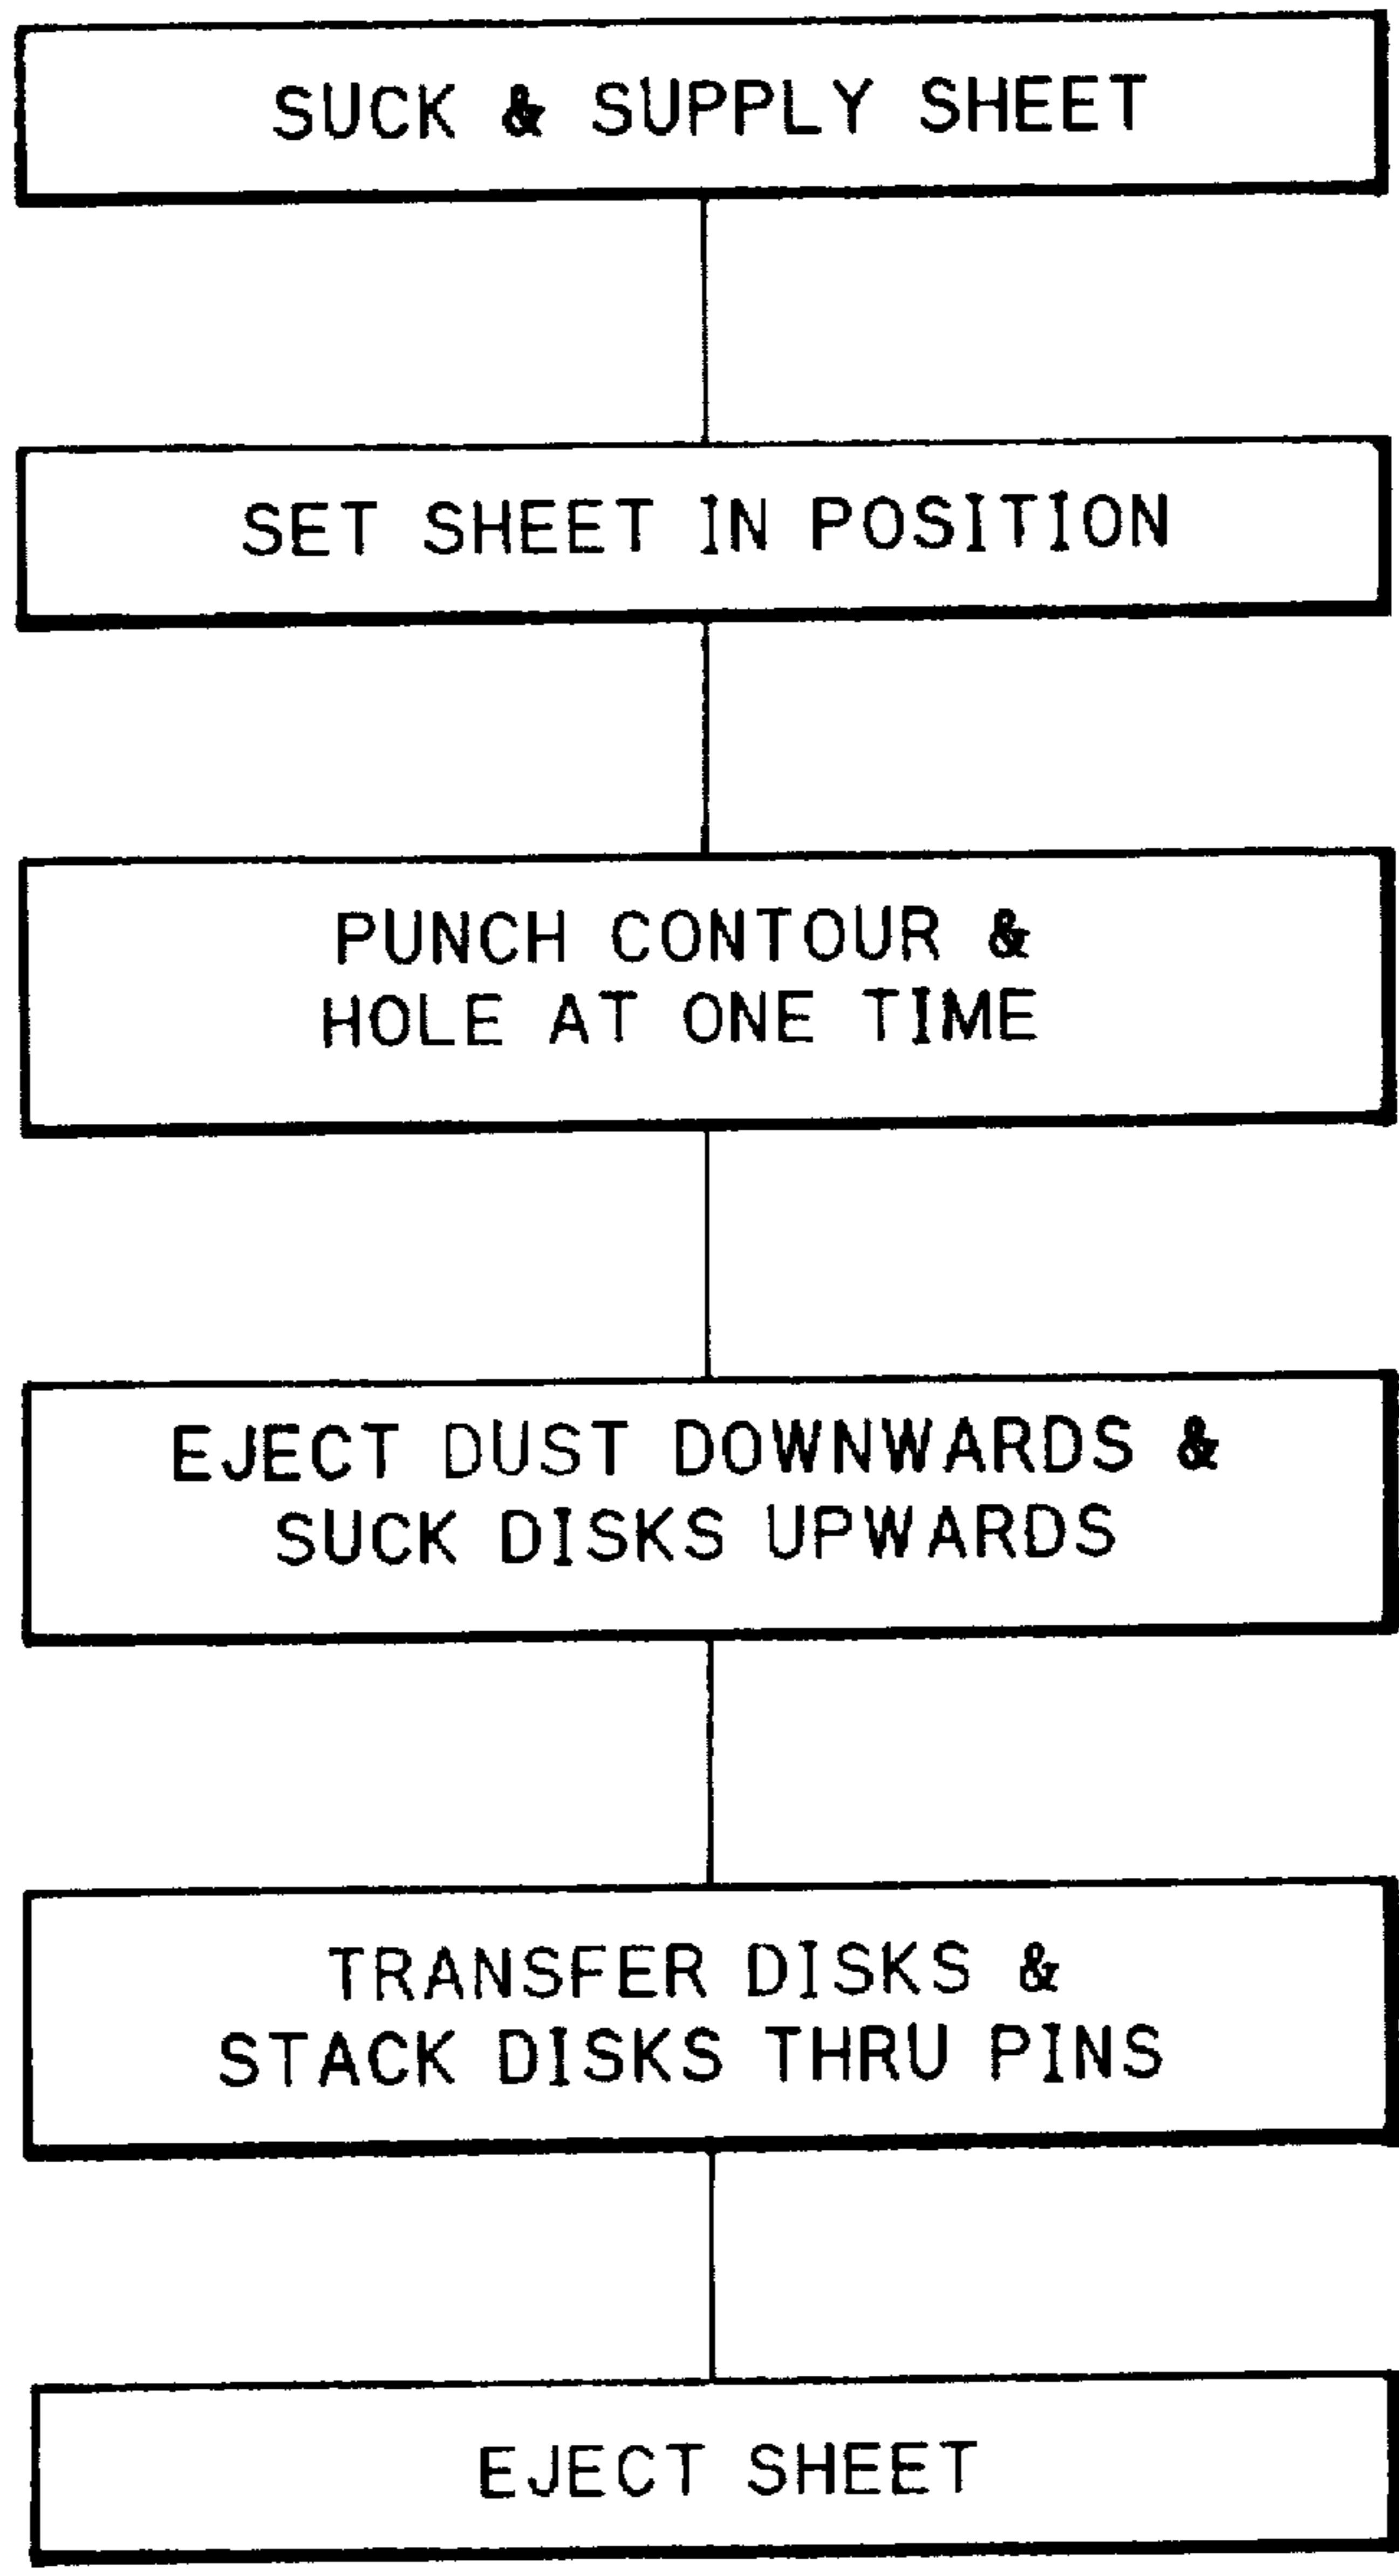 SUCK & SUPPLY SHEET
SET SHEET IN POSITION
PUNCH CONTOUR &
HOLE AT ONE TIME
EJECT DUST DOWNWARDS &
SUCK DISKS UPWARDS
TRANSFER DISKS &
STACK DISKS THRU PINS
EJECT SHEET